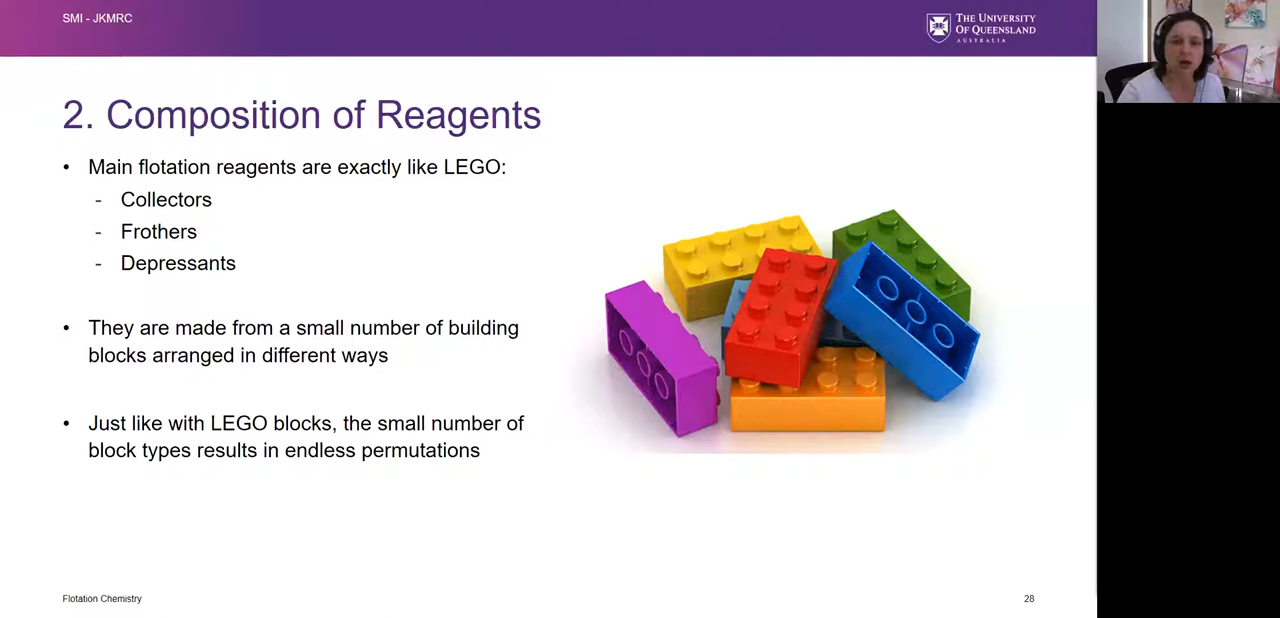 SMI - JKMRC
THE UNIVERSITY
OF QUEENSLAND
AUSTRALIA
2. Composition of Reagents
• Main flotation reagents are exactly like LEGO:
- Collectors
- Frothers
- Depressants
• They are made from a small number of building
blocks arranged in different ways
• Just like with LEGO blocks, the small number of
block types results in endless permutations
Flotation Chemistry
28